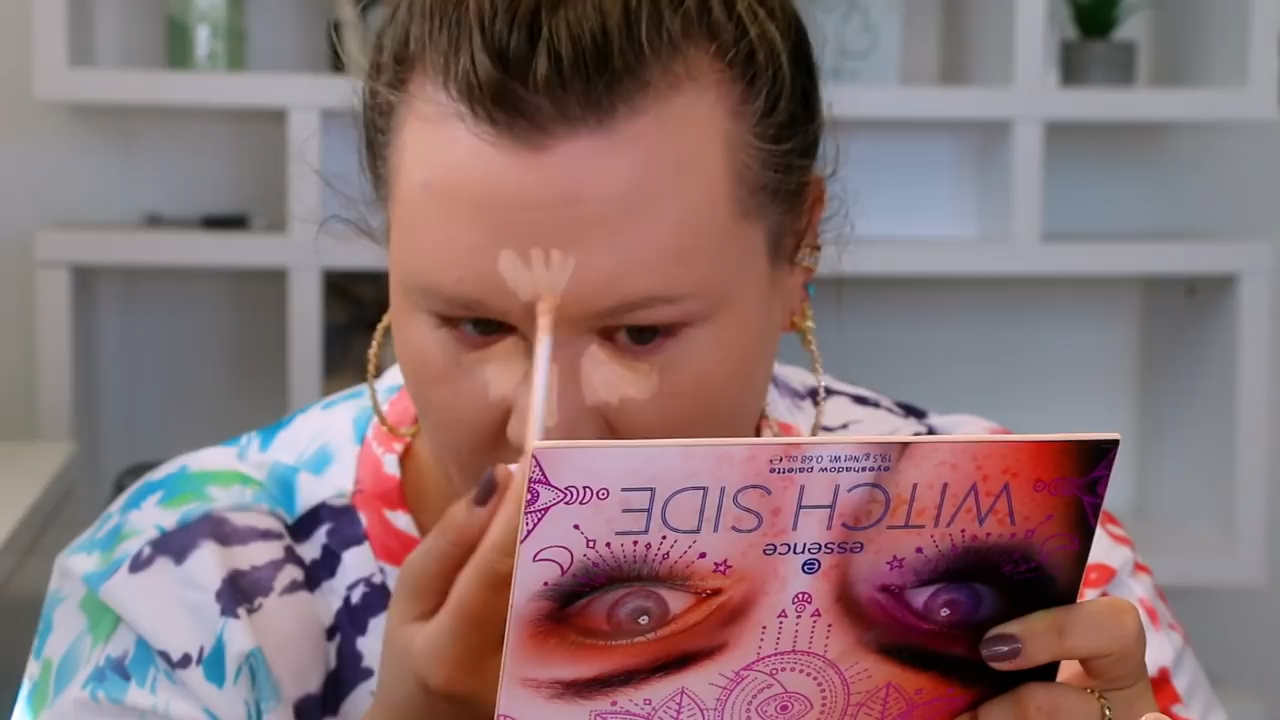 e
essence
WITCH SIDE
eyeshadow palette
19,5 g/Net Wt. 0.68 oz. e